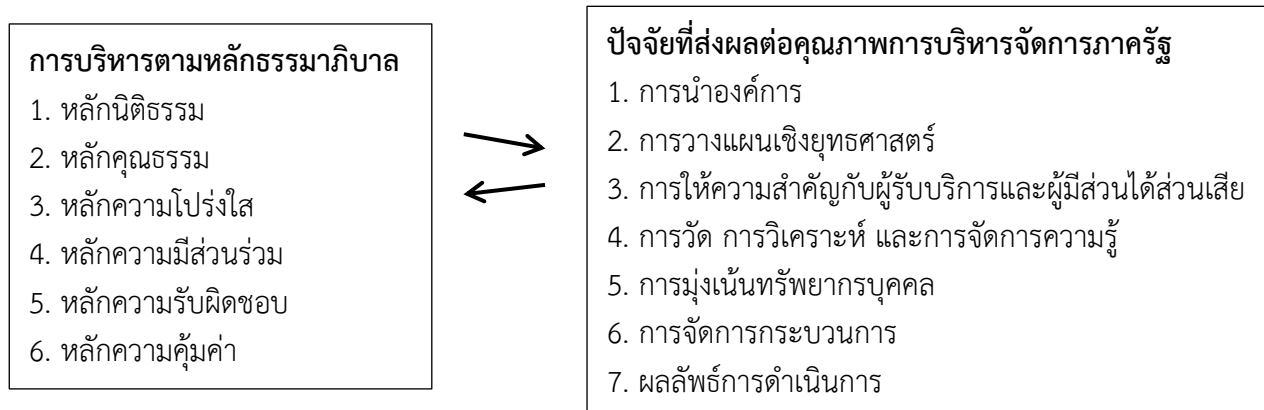 การบริหารตามหลักธรรมาภิบาล
1. หลักนิติธรรม
2. หลักคุณธรรม
3. หลักความโปร่งใส
4. หลักความมีส่วนร่วม
5. หลักความรับผิดชอบ
6. หลักความคุ้มค่า
ปัจจัยที่ส่งผลต่อคุณภาพการบริหารจัดการภาครัฐ
1. การนำองค์การ
2. การวางแผนเชิงยุทธศาสตร์
3. การให้ความสำคัญกับผู้รับบริการและผู้มีส่วนได้ส่วนเสีย
4. การวัด การวิเคราะห์ และการจัดการความรู้
5. การมุ่งเน้นทรัพยากรบุคคล
6. การจัดการกระบวนการ
7. ผลลัพธ์การดำเนินการ